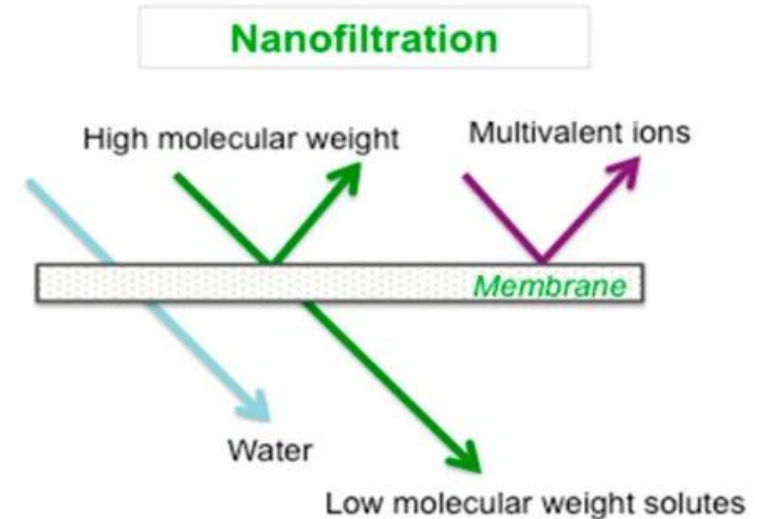 Nanofiltration
High molecular weight
Multivalent ions
Membrane
Water
Low molecular weight solutes